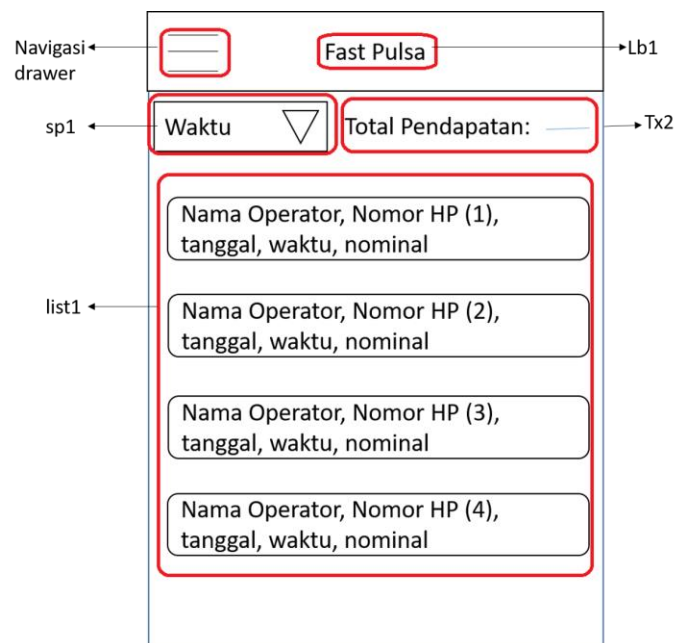 Navigasi
drawer
Fast Pulsa
Lb1
sp1
Waktu
Total Pendapatan:
Tx2
Nama Operator, Nomor HP (1),
tanggal, waktu, nominal
list1
Nama Operator, Nomor HP (2),
tanggal, waktu, nominal
Nama Operator, Nomor HP (3),
tanggal, waktu, nominal
Nama Operator, Nomor HP (4),
tanggal, waktu, nominal